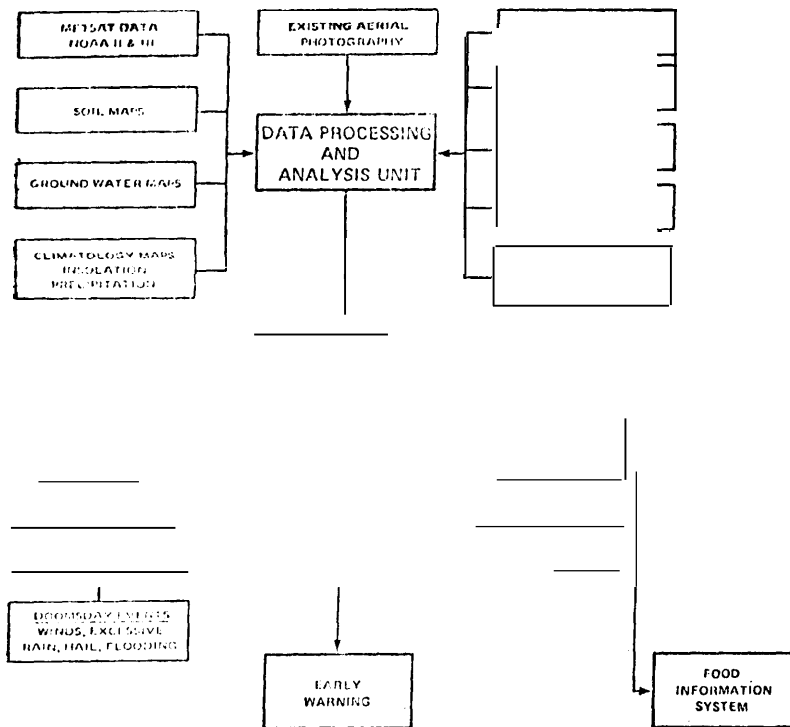 METSAT DATA
NOAA II & III
EXISTING AERIAL
PHOTOGRAPHY
SOIL MAPS
DATA PROCESSING
AND
ANALYSIS UNIT
GROUND WATER MAPS
CLIMATOLOGY MAPS
INSOLATION
PRECIPITATION
DOOMSDAY EVENTS
WINDS, EXCESSIVE
RAIN, HAIL, FLOODING
EARLY
WARNING
FOOD
INFORMATION
SYSTEM